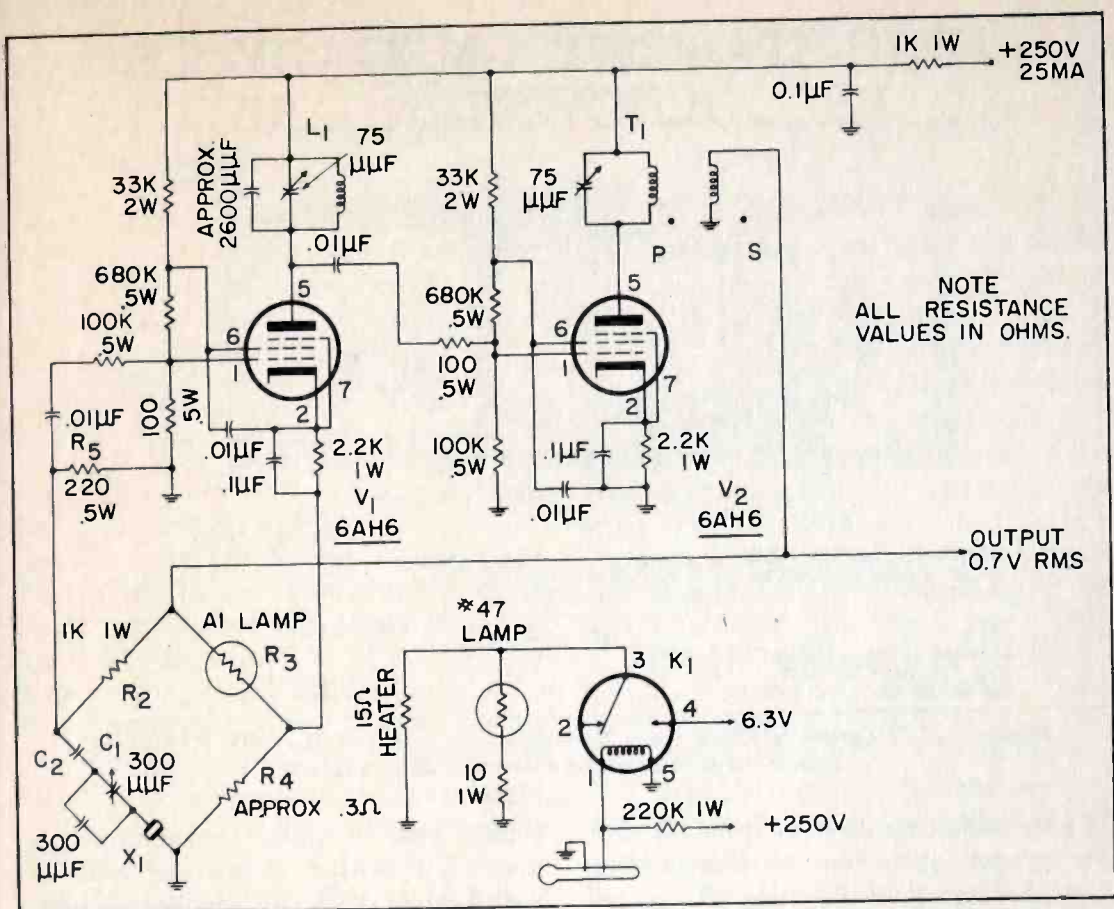 1K 1W
+250V
25MA
0.1µF
L1
75
µµF
APPROX.
2600µµF
33K
2W
.01µF
T1
75
µµF
33K
2W
P
S
680K
.5W
5
100K
.5W
6
1
7
2
.01µF
R5
220
.5W
100
.5W
.01µF
.1µF
2.2K
1W
V1
6AH6
680K
.5W
5
6
1
7
2
100
.5W
100K
.5W
.1µF
.01µF
2.2K
1W
V2
6AH6
NOTE
ALL RESISTANCE
VALUES IN OHMS.
OUTPUT
0.7V RMS
1K 1W
A1 LAMP
R3
R2
C2
C1
300
µµF
R4
APPROX .3Ω
300
µµF
X1
*47
LAMP
15Ω
HEATER
10
1W
3
K1
2
4
6.3V
1
5
220K 1W
+250V